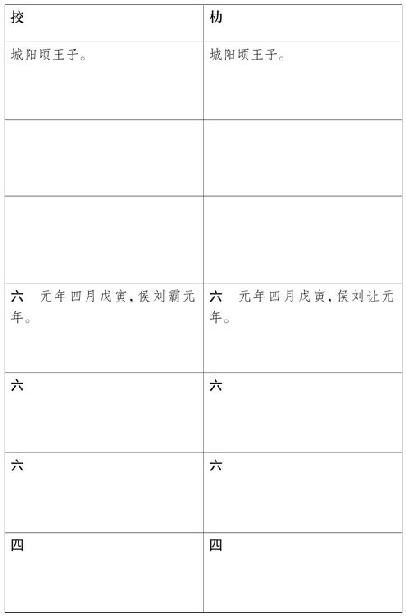 挍
朸
城阳顷王子。
城阳顷王子。
六 元年四月戊寅，侯刘霸元
年。
六 元年四月戊寅，侯刘让元
年。
六
六
六
六
四
四